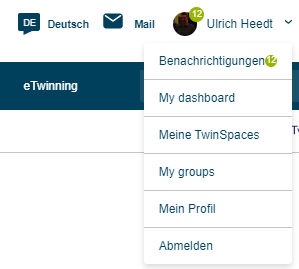 DE Deutsch Mail 12 Ulrich Heedt
Benachrichtigungen 12
eTwinning
My dashboard
Meine TwinSpaces
My groups
Mein Profil
Abmelden